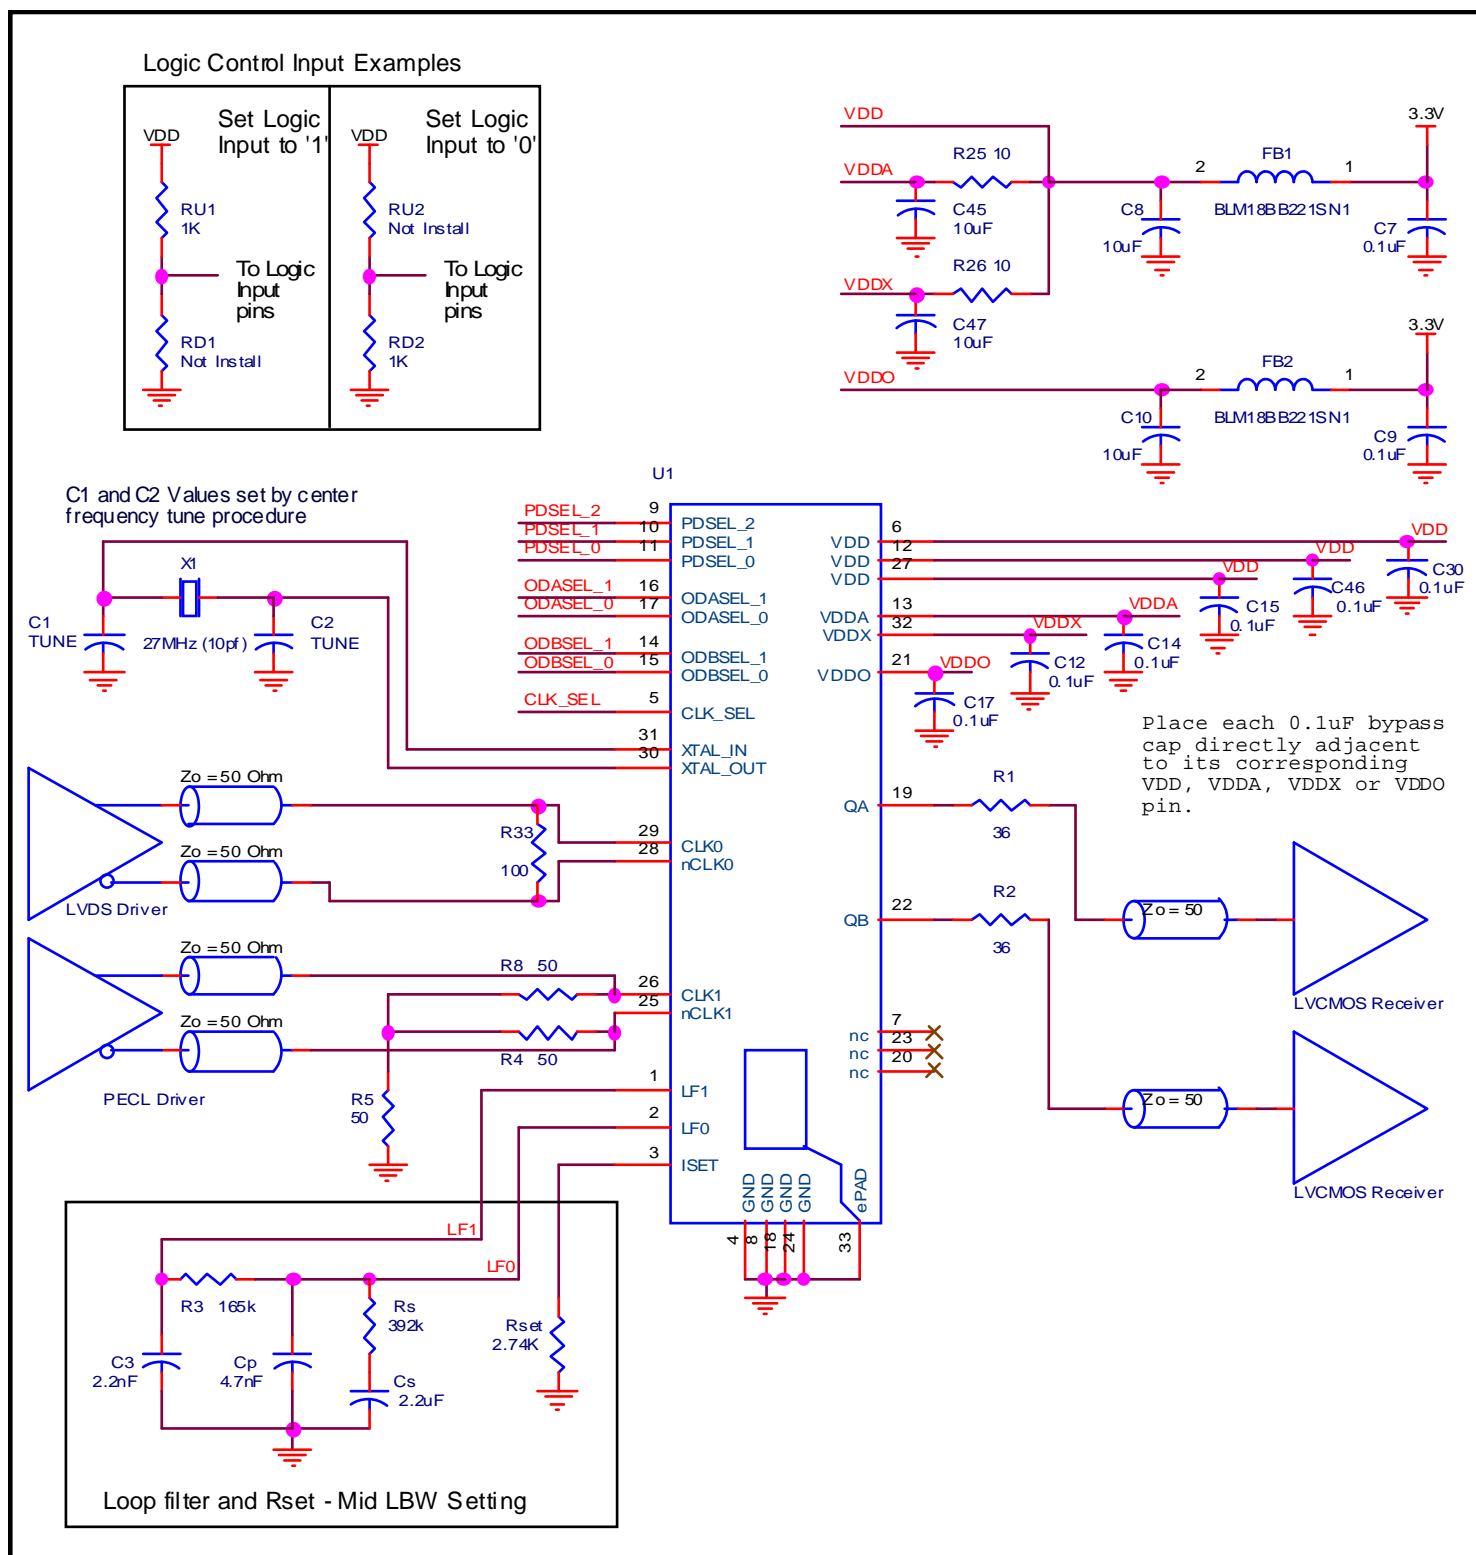 Logic Control Input Examples
VDD
Set Logic
Input to '1'
RU1
1K
To Logic
Input
pins
RD1
Not Install
VDD
Set Logic
Input to '0'
RU2
Not Install
To Logic
Input
pins
RD2
1K
VDD
VDDA
R25 10
C45
10uF
VDDX
R26 10
C47
10uF
C8
10uF
2
FB1
1
BLM18BB221SN1
3.3V
C7
0.1uF
VDDO
C10
10uF
2
FB2
1
BLM18BB221SN1
3.3V
C9
0.1uF
C1 and C2 Values set by center
frequency tune procedure
X1
C1
TUNE
27MHz (10pf)
C2
TUNE
U1
PDSEL_2
9
PDSEL_2
PDSEL_1
10
PDSEL_1
PDSEL_0
11
PDSEL_0
ODASEL_1
16
ODASEL_1
ODASEL_0
17
ODASEL_0
ODBSEL_1
14
ODBSEL_1
ODBSEL_0
15
ODBSEL_0
CLK_SEL
5
CLK_SEL
31
XTAL_IN
30
XTAL_OUT
29
CLK0
28
nCLK0
26
CLK1
25
nCLK1
1
LF1
2
LF0
3
ISET
VDD
6
VDD
VDD
12
VDD
VDD
27
VDD
VDDA
13
VDDA
VDDX
32
VDDX
VDDO
21
VDDO
C30
0.1uF
C46
0.1uF
C15
0.1uF
C14
0.1uF
C12
0.1uF
C17
0.1uF
Place each 0.1uF bypass
cap directly adjacent
to its corresponding
VDD, VDDA, VDDX or VDDO
pin.
Zo = 50 Ohm
Zo = 50 Ohm
LVDS Driver
R33
100
Zo = 50 Ohm
Zo = 50 Ohm
PECL Driver
R8 50
R4 50
R5
50
QA
19
R1
36
QB
22
R2
36
Zo = 50
LVCMOS Receiver
Zo = 50
LVCMOS Receiver
nc
7
nc
23
nc
20
GND
GND
GND
GND
ePAD
4
8
18
24
33
LF1
LF0
R3 165k
Rs
392k
C3
2.2nF
Cp
4.7nF
Cs
2.2uF
Rset
2.74K
Loop filter and Rset - Mid LBW Setting